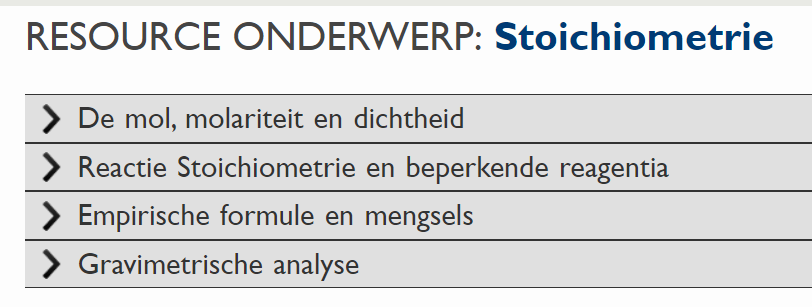 RESOURCE ONDERWERP: Stoichiometrie
De mol, molariteit en dichtheid
Reactie Stoichiometrie en beperkende reagentia
Empirische formule en mengsels
Gravimetrische analyse